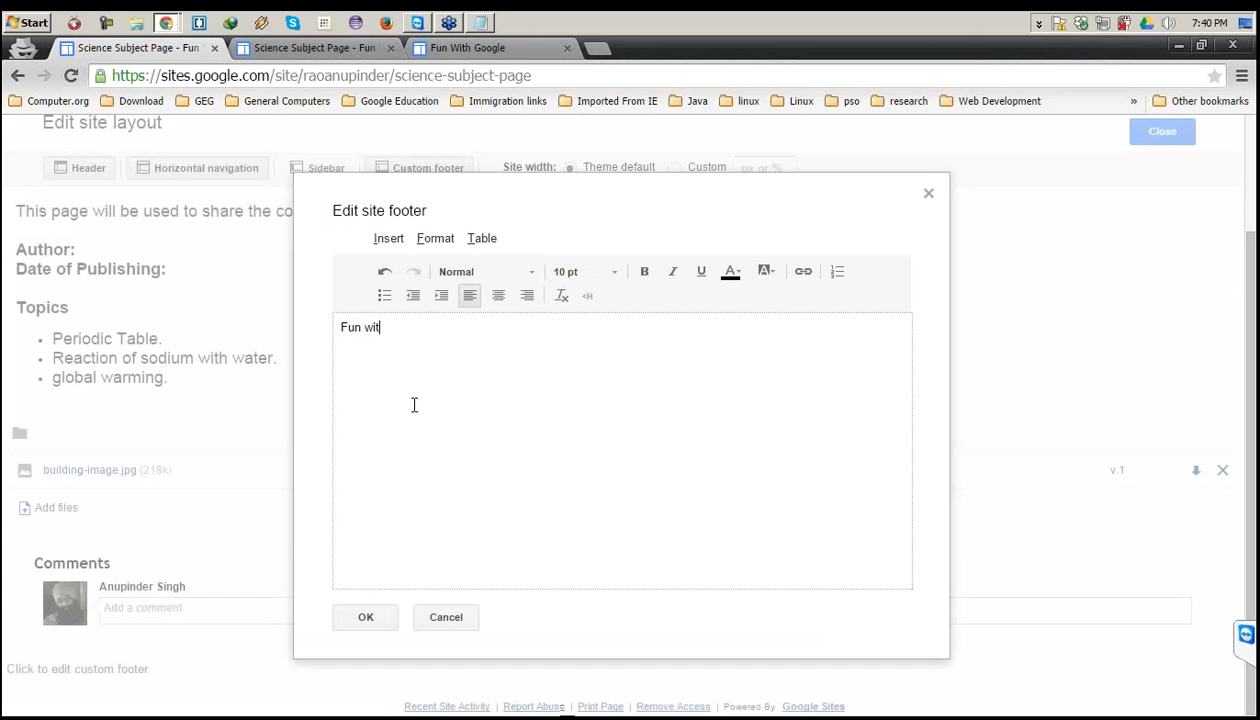 Start
7:40 PM
Science Subject Page - Fun
Science Subject Page - Fun
Fun With Google
https://sites.google.com/site/raoanupinder/science-subject-page
Computer.org Download GEG General Computers Google Education Immigration links Imported From IE Java linux Linux pso research Web Development » Other bookmarks
Edit site layout
Close
Header Horizontal navigation Sidebar Custom footer Site width: Theme default Custom px or %
This page will be used to share the co
Author:
Date of Publishing:
Topics
Periodic Table.
Reaction of sodium with water.
global warming.
Edit site footer
Insert Format Table
Normal 10 pt B I U A A
Fun wit
OK Cancel
building-image.jpg (218k) v.1
Add files
Comments
Anupinder Singh
Add a comment
Click to edit custom footer
Recent Site Activity | Report Abuse | Print Page | Remove Access | Powered By Google Sites